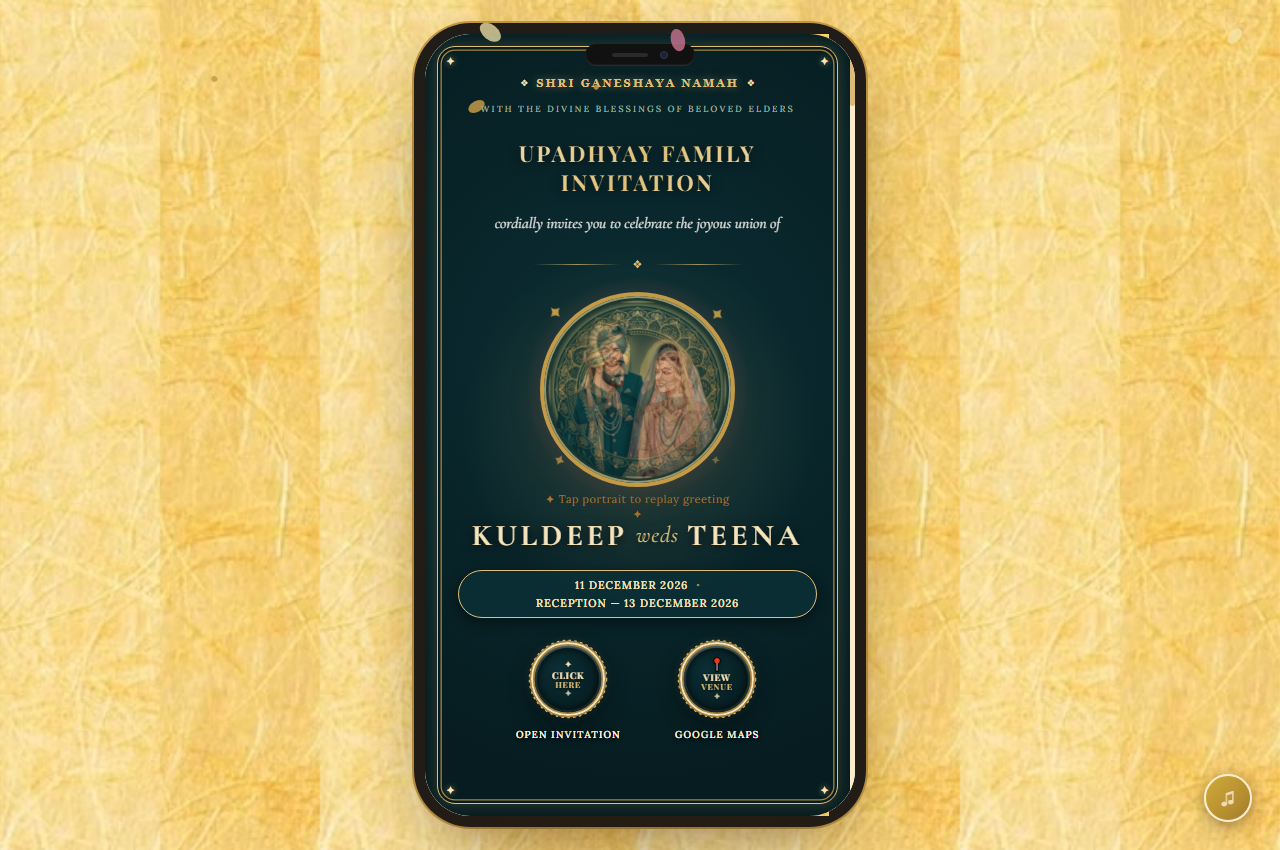 ❖ SHRI GANESHAYA NAMAH ❖
WITH THE DIVINE BLESSINGS OF BELOVED ELDERS
UPADHYAY FAMILY
INVITATION
cordially invites you to celebrate the joyous union of
✦ Tap portrait to replay greeting ✦
KULDEEP weds TEENA
11 DECEMBER 2026 ·
RECEPTION — 13 DECEMBER 2026
CLICK
HERE
OPEN INVITATION
VIEW
VENUE
GOOGLE MAPS